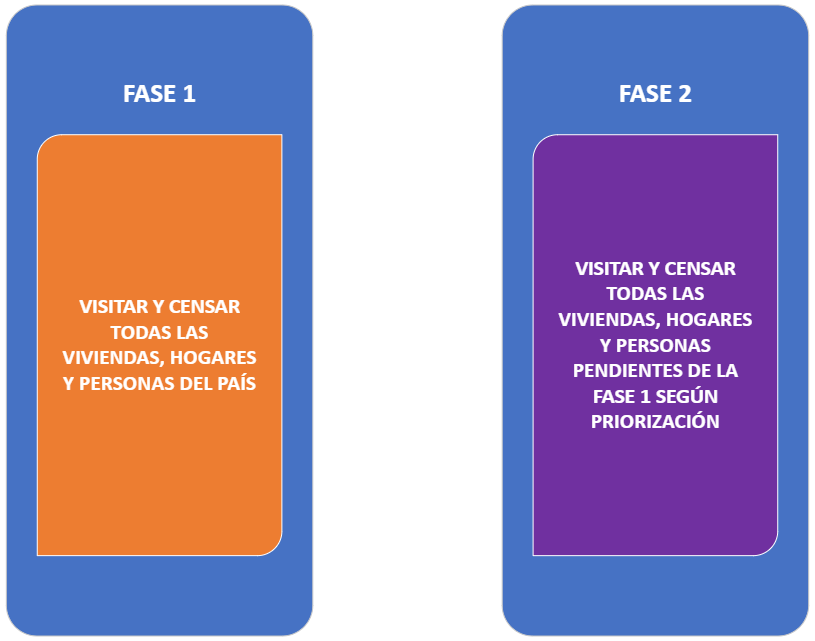 FASE 1
VISITAR Y CENSAR
TODAS LAS
VIVIENDAS, HOGARES
Y PERSONAS DEL PAÍS
FASE 2
VISITAR Y CENSAR
TODAS LAS
VIVIENDAS, HOGARES
Y PERSONAS
PENDIENTES DE LA
FASE 1 SEGÚN
PRIORIZACIÓN